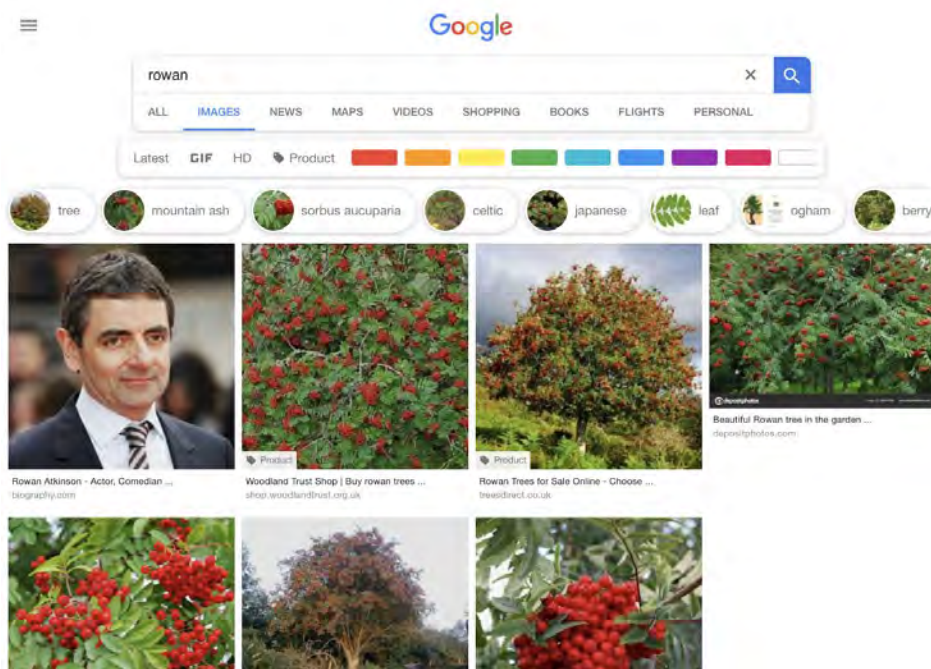 Google
rowan
ALL IMAGES NEWS MAPS VIDEOS SHOPPING BOOKS FLIGHTS PERSONAL
Latest GIF HD Product
tree mountain ash sorbus aucuparia celtic japanese leaf ogham berry
Product Product
depositphotos
Beautiful Rowan tree in the garden ...
depositphotos.com
Rowan Atkinson - Actor, Comedian ... Woodland Trust Shop | Buy rowan trees ... Rowan Trees for Sale Online - Choose ...
biography.com shop.woodlandtrust.org.uk treesdirect.co.uk